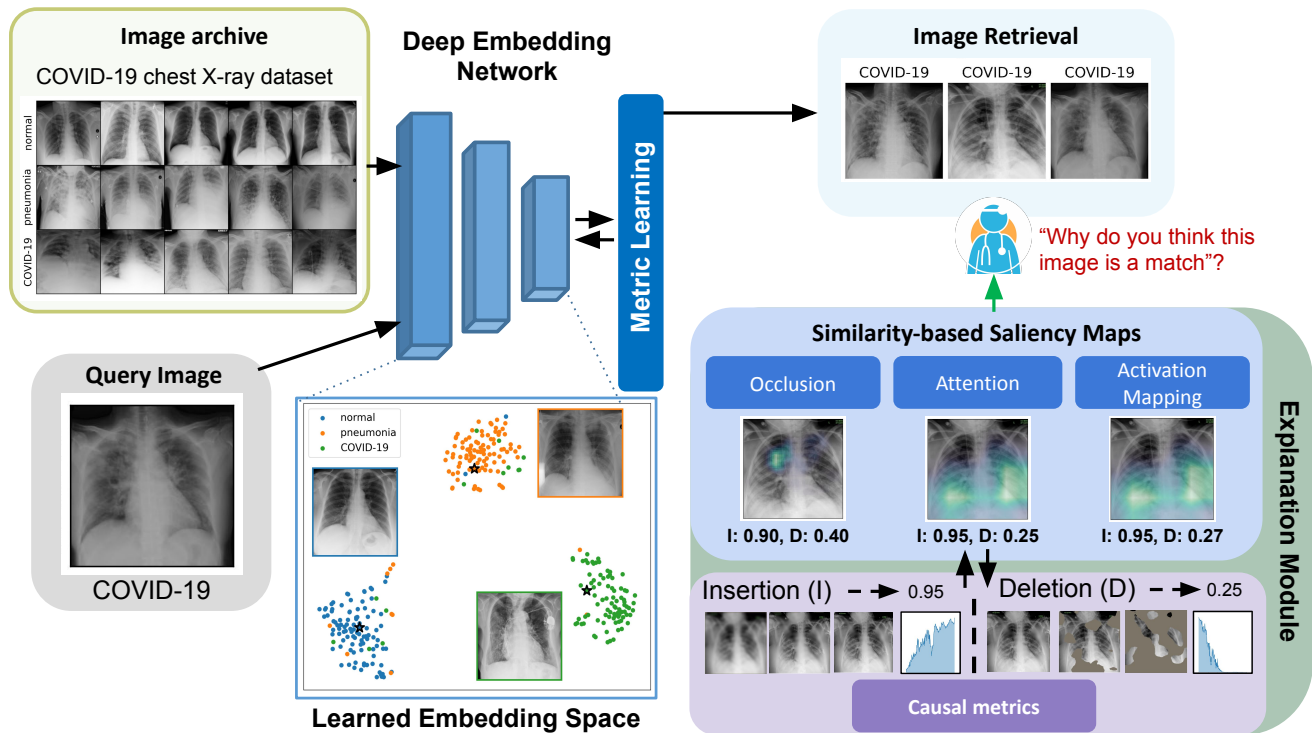 Image archive
COVID-19 chest X-ray dataset
normal
pneumonia
COVID-19
Deep Embedding
Network
Metric Learning
Image Retrieval
COVID-19
COVID-19
COVID-19
“Why do you think this
image is a match”?
Query Image
COVID-19
normal
pneumonia
COVID-19
Learned Embedding Space
Similarity-based Saliency Maps
Occlusion
Attention
Activation
Mapping
I: 0.90, D: 0.40
I: 0.95, D: 0.25
I: 0.95, D: 0.27
Insertion (I)
0.95
Deletion (D)
0.25
Causal metrics
Explanation Module